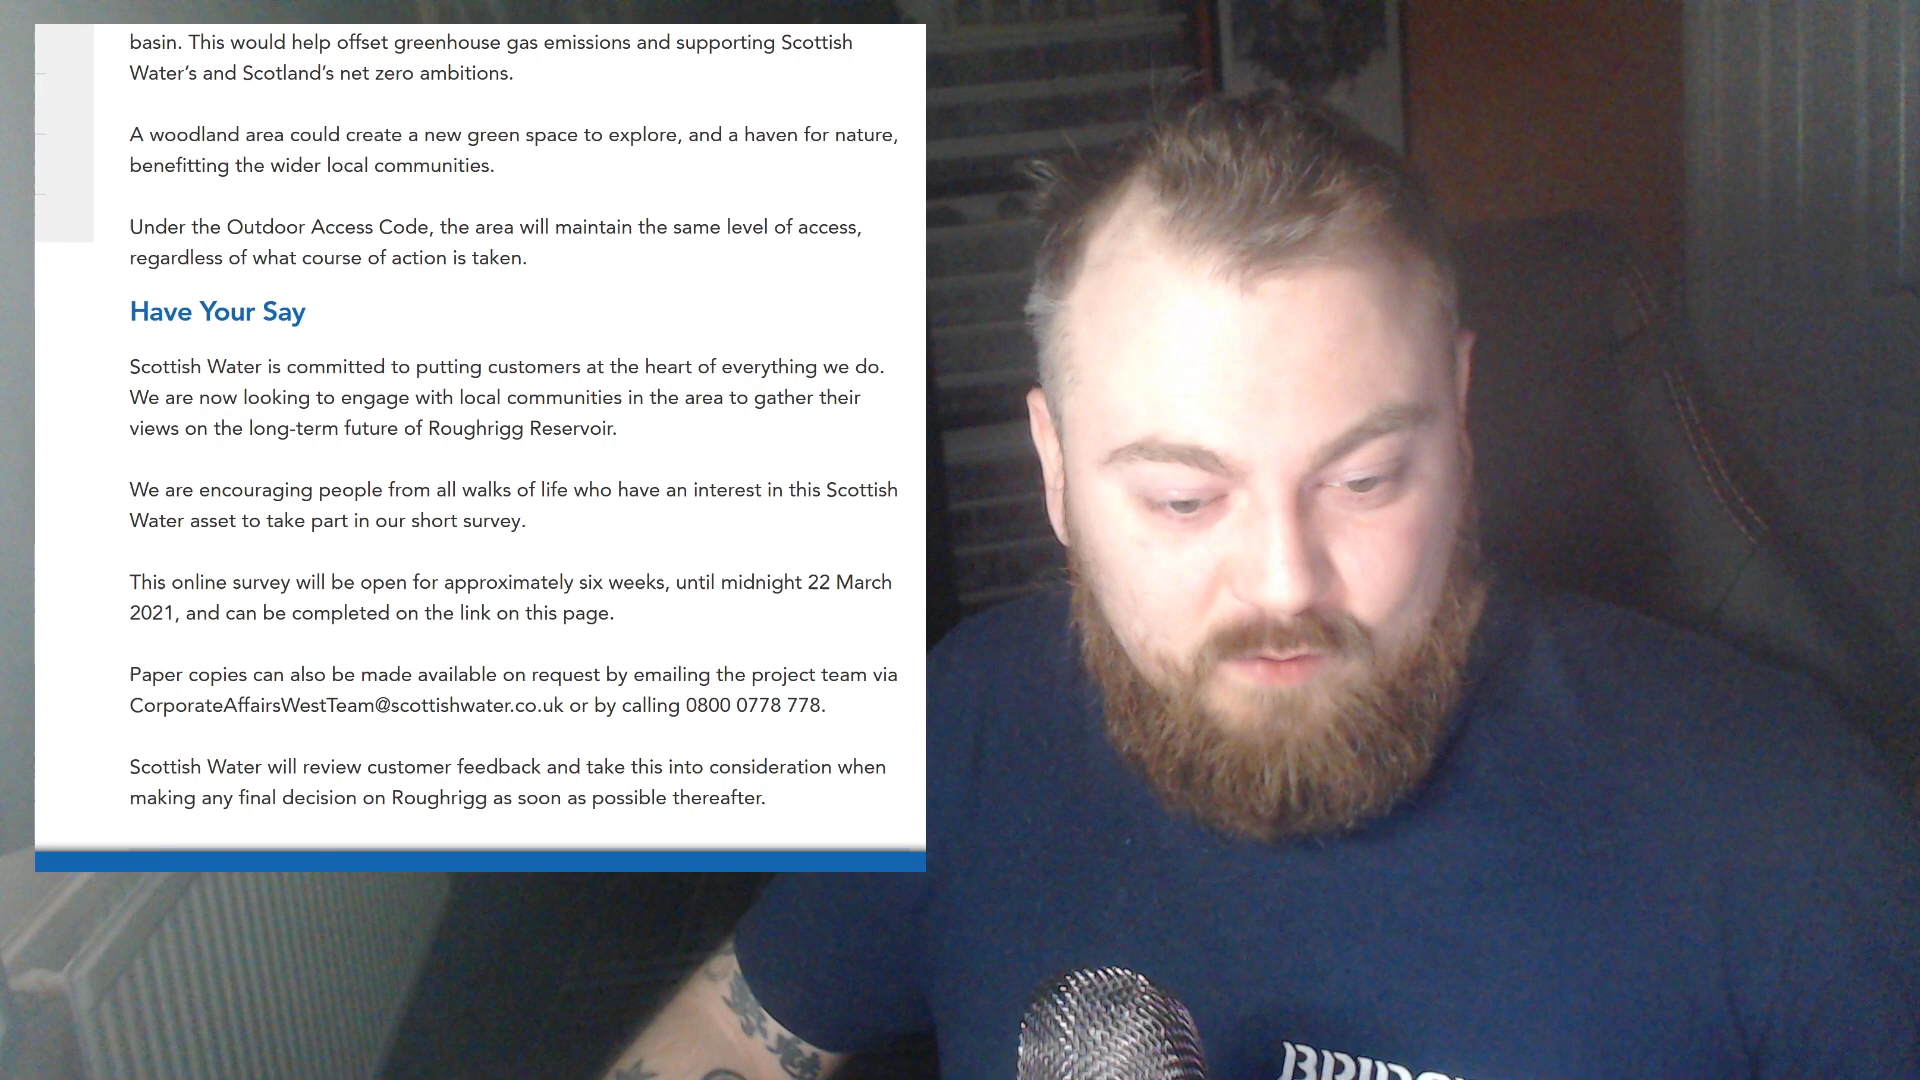 basin. This would help offset greenhouse gas emissions and supporting Scottish
Water’s and Scotland’s net zero ambitions.
A woodland area could create a new green space to explore, and a haven for nature,
benefitting the wider local communities.
Under the Outdoor Access Code, the area will maintain the same level of access,
regardless of what course of action is taken.
Have Your Say
Scottish Water is committed to putting customers at the heart of everything we do.
We are now looking to engage with local communities in the area to gather their
views on the long-term future of Roughrigg Reservoir.
We are encouraging people from all walks of life who have an interest in this Scottish
Water asset to take part in our short survey.
This online survey will be open for approximately six weeks, until midnight 22 March
2021, and can be completed on the link on this page.
Paper copies can also be made available on request by emailing the project team via
CorporateAffairsWestTeam@scottishwater.co.uk or by calling 0800 0778 778.
Scottish Water will review customer feedback and take this into consideration when
making any final decision on Roughrigg as soon as possible thereafter.